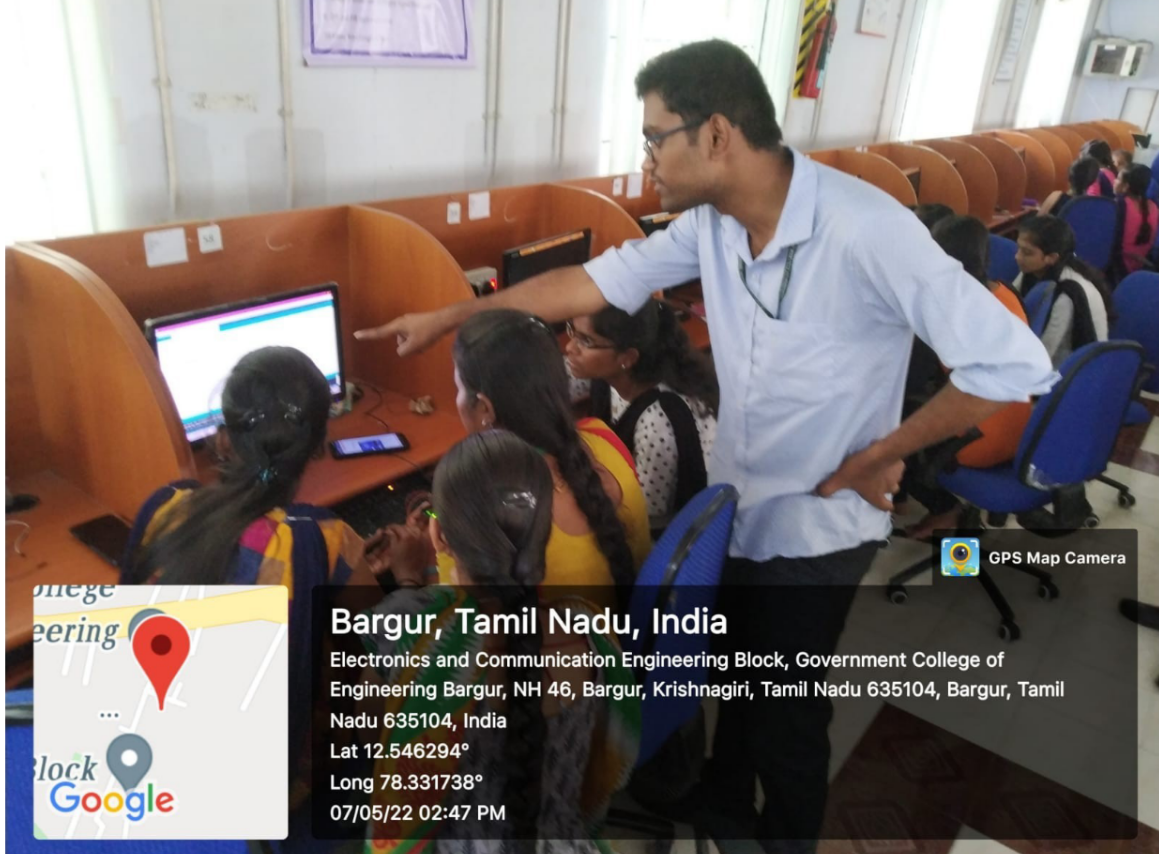 GPS Map Camera
ollege
eering
...
lock
Google
Bargur, Tamil Nadu, India
Electronics and Communication Engineering Block, Government College of
Engineering Bargur, NH 46, Bargur, Krishnagiri, Tamil Nadu 635104, Bargur, Tamil
Nadu 635104, India
Lat 12.546294°
Long 78.331738°
07/05/22 02:47 PM